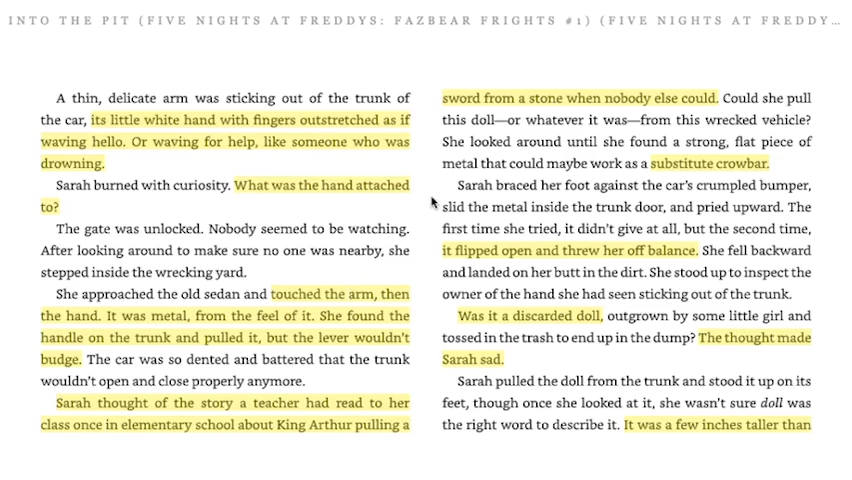 INTO THE PIT (FIVE NIGHTS AT FREDDYS: FAZBEAR FRIGHTS #1) (FIVE NIGHTS AT FREDDY…
A thin, delicate arm was sticking out of the trunk of
the car, its little white hand with fingers outstretched as if
waving hello. Or waving for help, like someone who was
drowning.
Sarah burned with curiosity. What was the hand attached
to?
The gate was unlocked. Nobody seemed to be watching.
After looking around to make sure no one was nearby, she
stepped inside the wrecking yard.
She approached the old sedan and touched the arm, then
the hand. It was metal, from the feel of it. She found the
handle on the trunk and pulled it, but the lever wouldn't
budge. The car was so dented and battered that the trunk
wouldn't open and close properly anymore.
Sarah thought of the story a teacher had read to her
class once in elementary school about King Arthur pulling a
sword from a stone when nobody else could. Could she pull
this doll—or whatever it was—from this wrecked vehicle?
She looked around until she found a strong, flat piece of
metal that could maybe work as a substitute crowbar.
Sarah braced her foot against the car's crumpled bumper,
slid the metal inside the trunk door, and pried upward. The
first time she tried, it didn't give at all, but the second time,
it flipped open and threw her off balance. She fell backward
and landed on her butt in the dirt. She stood up to inspect the
owner of the hand she had seen sticking out of the trunk.
Was it a discarded doll, outgrown by some little girl and
tossed in the trash to end up in the dump? The thought made
Sarah sad.
Sarah pulled the doll from the trunk and stood it up on its
feet, though once she looked at it, she wasn't sure doll was
the right word to describe it. It was a few inches taller than